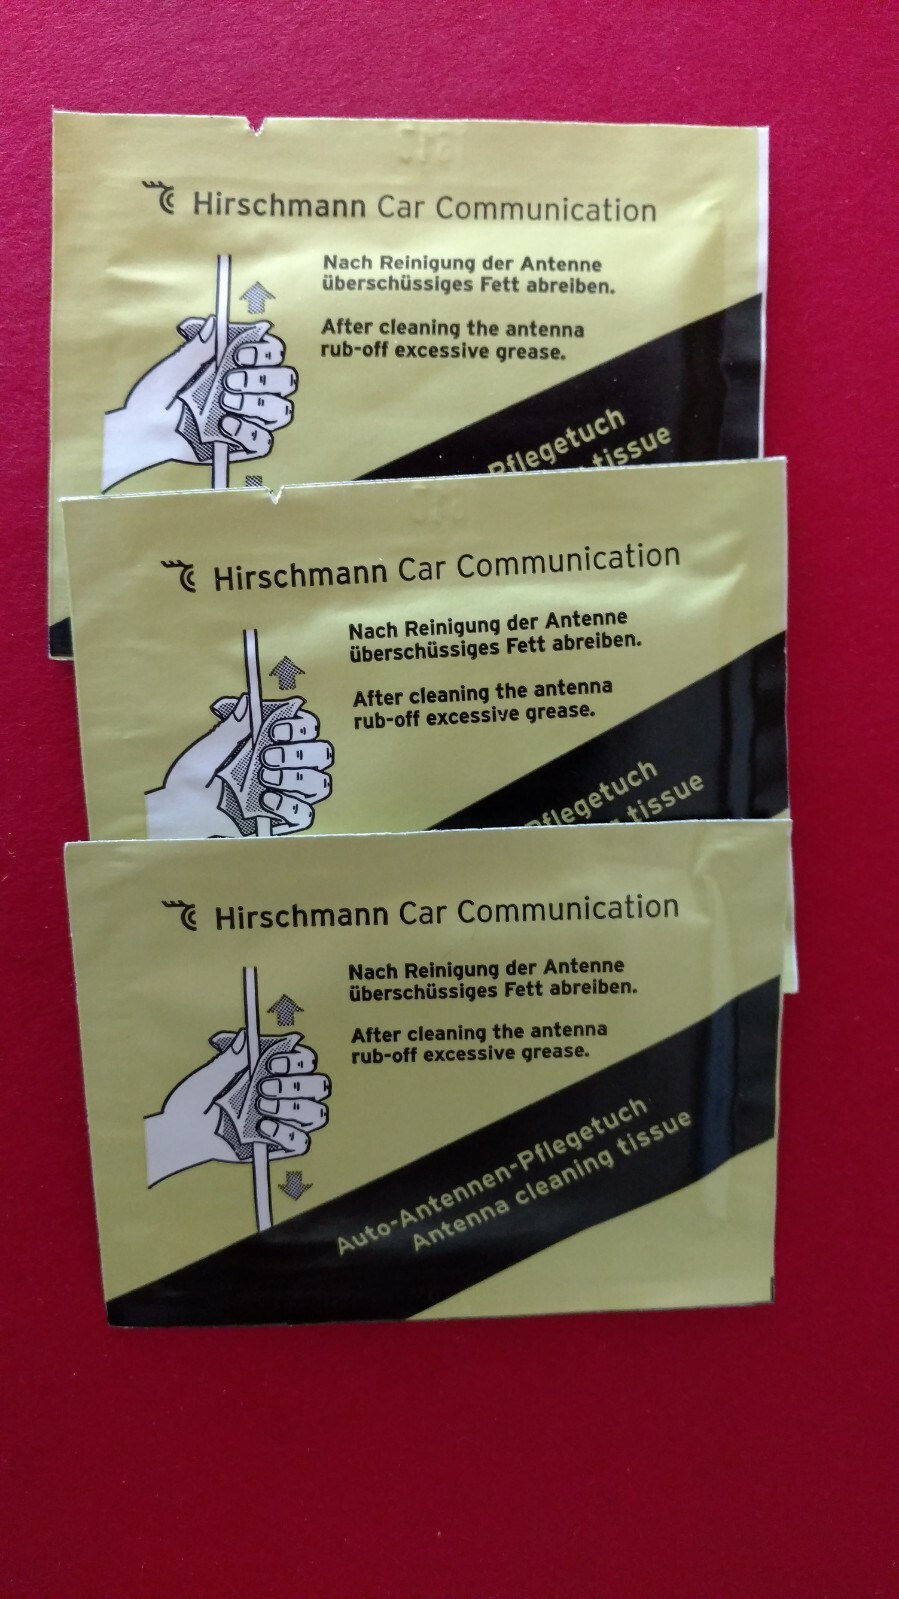 Hirschmann Car Communication
Nach Reinigung der Antenne
überschüssiges Fett abreiben.
After cleaning the antenna
rub-off excessive grease.
Pflegetuch
tissue
Hirschmann Car Communication
Nach Reinigung der Antenne
überschüssiges Fett abreiben.
After cleaning the antenna
rub-off excessive grease.
Pflegetuch
tissue
Hirschmann Car Communication
Nach Reinigung der Antenne
überschüssiges Fett abreiben.
After cleaning the antenna
rub-off excessive grease.
Auto-Antennen-Pflegetuch
Antenna cleaning tissue